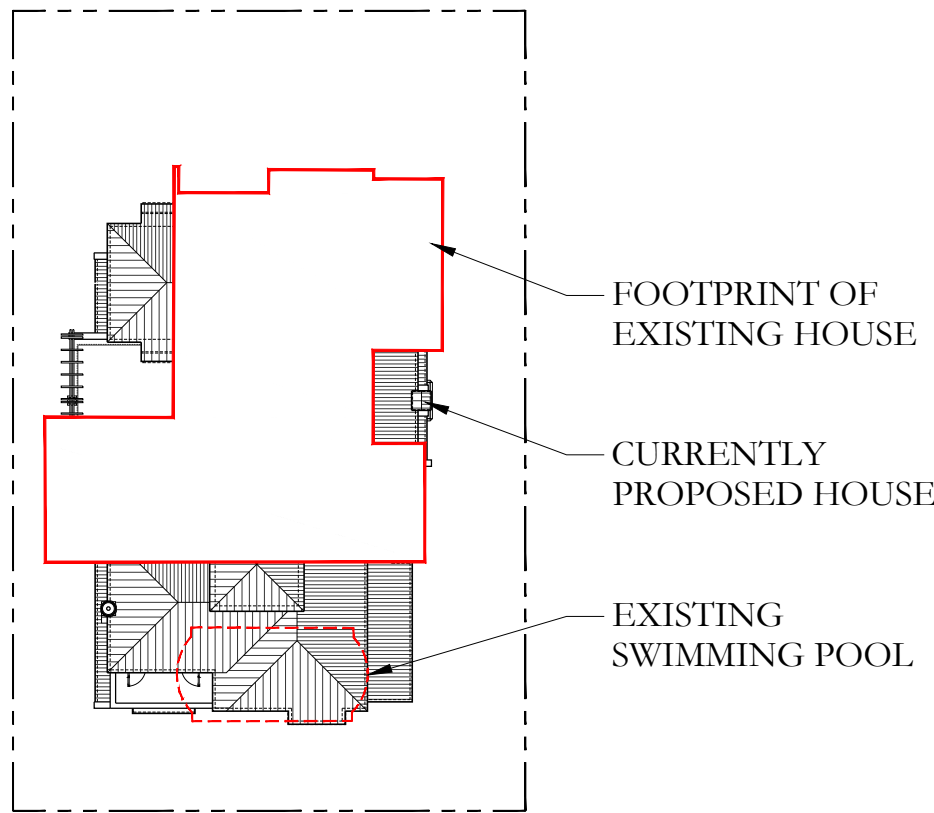 FOOTPRINT OF
EXISTING HOUSE
CURRENTLY
PROPOSED HOUSE
EXISTING
SWIMMING POOL